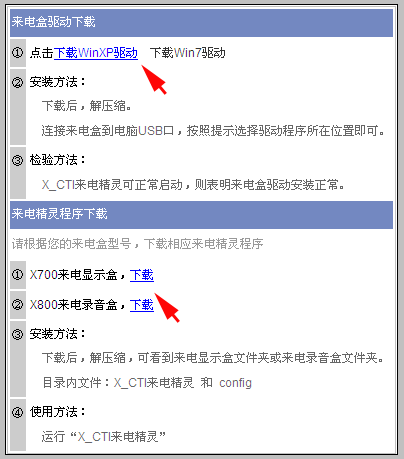 来电盒驱动下载
① 点击下载WinXP驱动 下载Win7驱动
② 安装方法：
下载后，解压缩。
连接来电盒到电脑USB口，按照提示选择驱动程序所在位置即可。
③ 检验方法：
X_CTI来电精灵可正常启动，则表明来电盒驱动安装正常。
来电精灵程序下载
请根据您的来电盒型号，下载相应来电精灵程序
① X700来电显示盒，下载
② X800来电录音盒，下载
③ 安装方法：
下载后，解压缩，可看到来电显示盒文件夹或来电录音盒文件夹。
目录内文件：X_CTI来电精灵 和 config
④ 使用方法：
运行“X_CTI来电精灵”